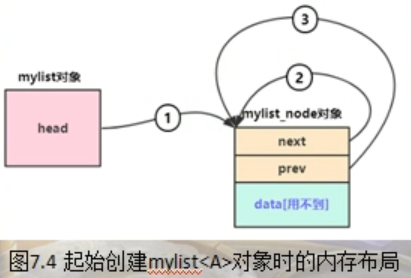 3
mylist对象
2
1
mylist_node对象
head
next
prev
data[用不到]
图7.4 起始创建mylist<A>对象时的内存布局